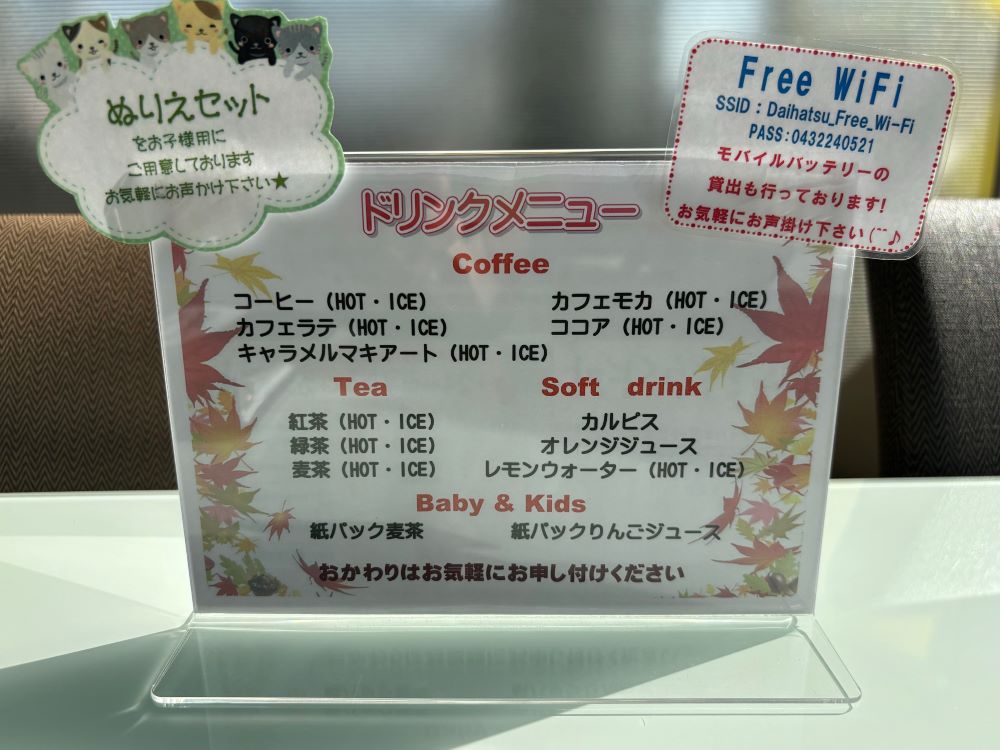 ぬりえセット
をお子様用に
ご用意しております
お気軽にお声かけ下さい★
Free WiFi
SSID：Daihatsu_Free_Wi-Fi
PASS:0432240521
モバイルバッテリーの
貸出も行っております!
お気軽にお声掛け下さい(^^♪
ドリンクメニュー
Coffee
コーヒー（HOT・ICE） カフェモカ（HOT・ICE）
カフェラテ（HOT・ICE） ココア（HOT・ICE）
キャラメルマキアート（HOT・ICE）
Tea Soft drink
紅茶（HOT・ICE） カルピス
緑茶（HOT・ICE） オレンジジュース
麦茶（HOT・ICE） レモンウォーター（HOT・ICE）
Baby & Kids
紙パック麦茶 紙パックりんごジュース
おかわりはお気軽にお申し付けください